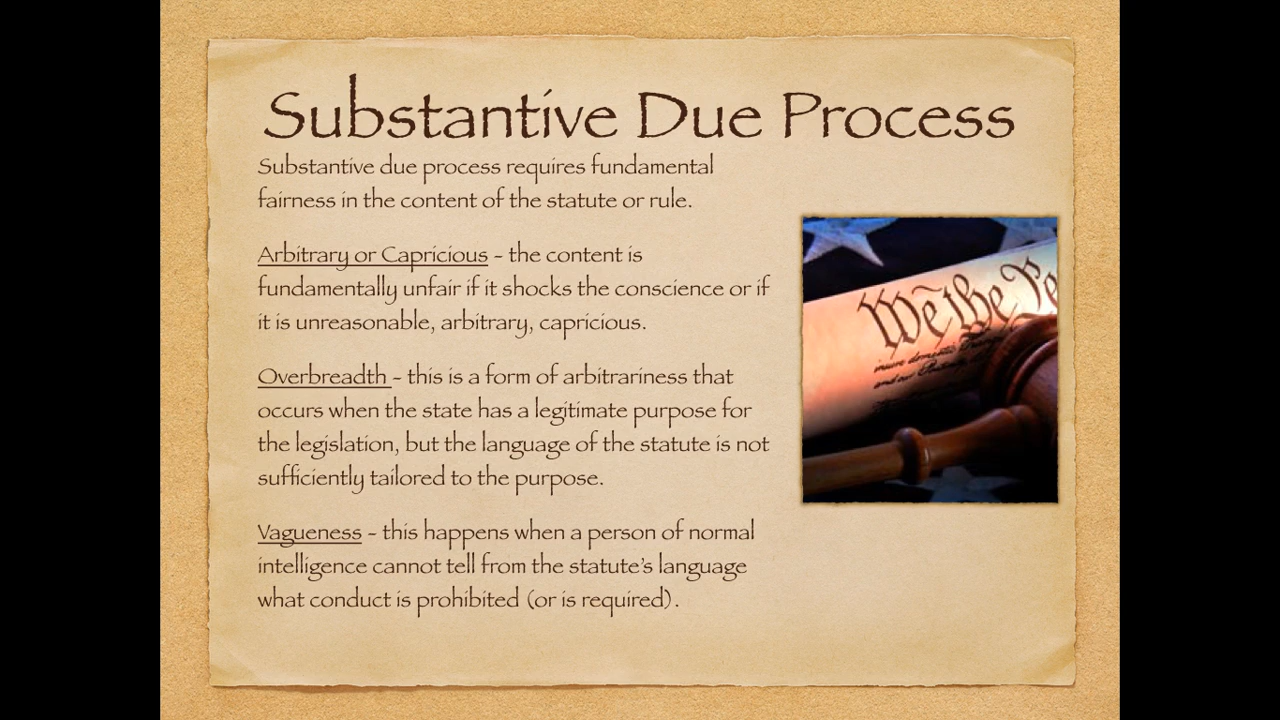 Substantive Due Process
Substantive due process requires fundamental
fairness in the content of the statute or rule.
Arbitrary or Capricious - the content is
fundamentally unfair if it shocks the conscience or if
it is unreasonable, arbitrary, capricious.
Overbreadth - this is a form of arbitrariness that
occurs when the state has a legitimate purpose for
the legislation, but the language of the statute is not
sufficiently tailored to the purpose.
Vagueness - this happens when a person of normal
intelligence cannot tell from the statute's language
what conduct is prohibited (or is required).
We the Pe
insure domestic